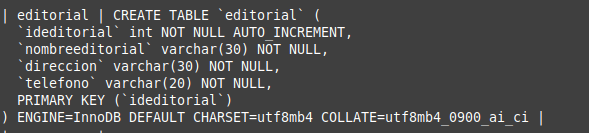 | editorial | CREATE TABLE `editorial` (
`ideditorial` int NOT NULL AUTO_INCREMENT,
`nombreeditorial` varchar(30) NOT NULL,
`direccion` varchar(30) NOT NULL,
`telefono` varchar(20) NOT NULL,
PRIMARY KEY (`ideditorial`)
) ENGINE=InnoDB DEFAULT CHARSET=utf8mb4 COLLATE=utf8mb4_0900_ai_ci |